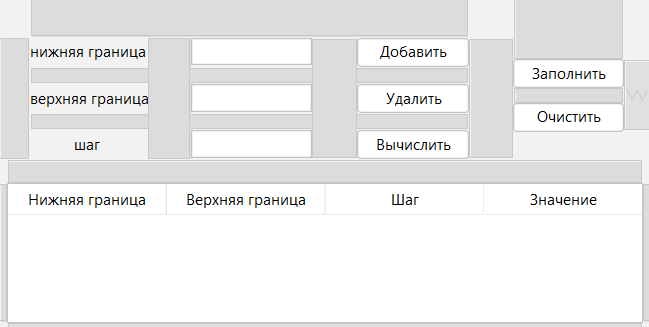 нижняя граница
Добавить
Заполнить
верхняя граница
Удалить
Очистить
шаг
Вычислить
Нижняя граница Верхняя граница Шаг Значение